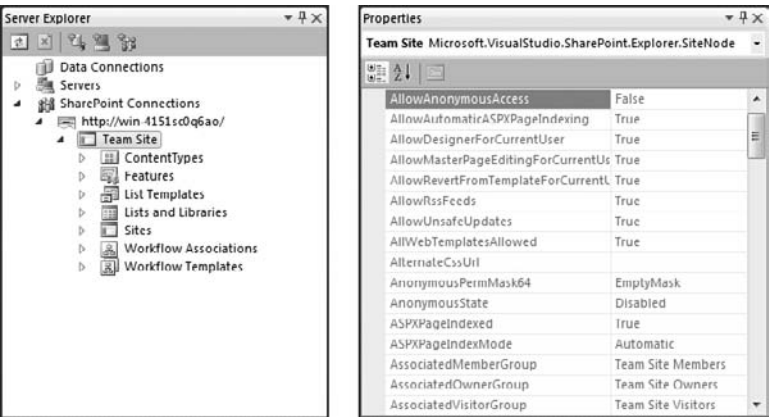 Server Explorer
Data Connections
Servers
SharePoint Connections
http://win-4151sc0q6ao/
Team Site
ContentTypes
Features
List Templates
Lists and Libraries
Sites
Workflow Associations
Workflow Templates
Properties
Team Site Microsoft.VisualStudio.SharePoint.Explorer.SiteNode
AllowAnonymousAccess False
AllowAutomaticASPXPageIndexing True
AllowDesignerForCurrentUser True
AllowMasterPageEditingForCurrentUs True
AllowRevertFromTemplateForCurrentU True
AllowRssFeeds True
AllowUnsafeUpdates True
AllWebTemplatesAllowed True
AlternateCssUrl
AnonymousPermMask64 EmptyMask
AnonymousState Disabled
ASPXPageIndexed True
ASPXPageIndexMode Automatic
AssociatedMemberGroup Team Site Members
AssociatedOwnerGroup Team Site Owners
AssociatedVisitorGroup Team Site Visitors